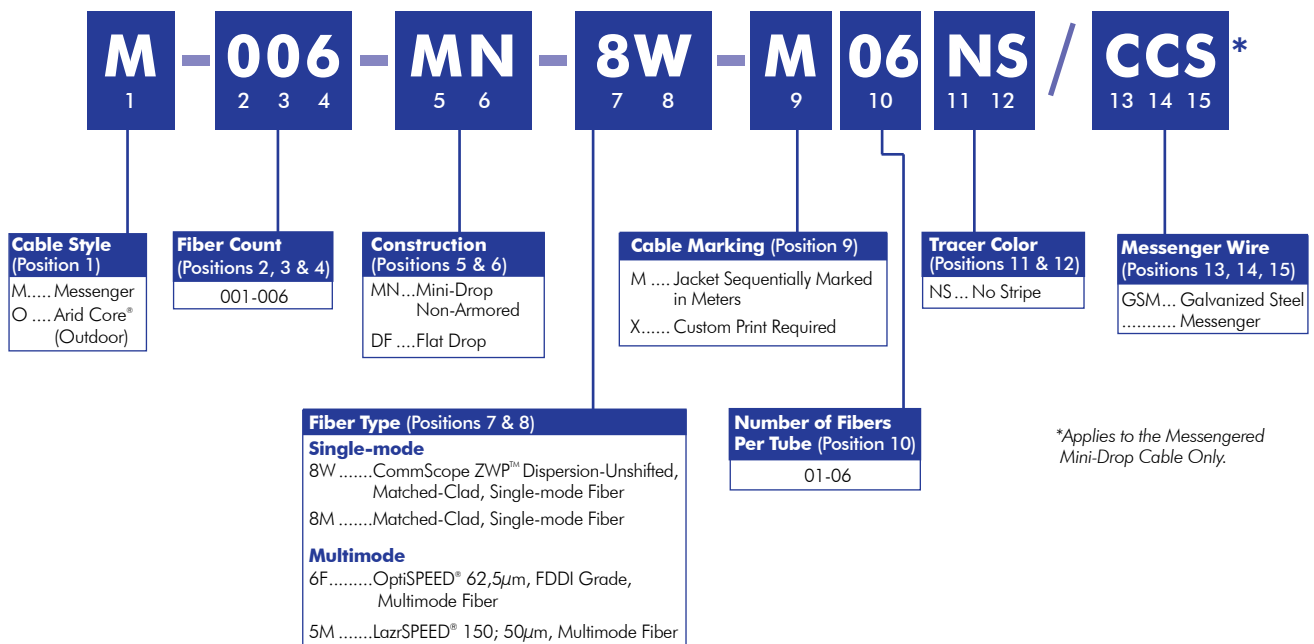 M - 006 - MN - 8W - M 06 NS / CCS*
1 2 3 4 5 6 7 8 9 10 11 12 13 14 15
Cable Style
(Position 1)
M..... Messenger
O .... Arid Core®
(Outdoor)
Fiber Count
(Positions 2, 3 & 4)
001-006
Construction
(Positions 5 & 6)
MN...Mini-Drop
Non-Armored
DF ....Flat Drop
Cable Marking (Position 9)
M .... Jacket Sequentially Marked
in Meters
X...... Custom Print Required
Tracer Color
(Positions 11 & 12)
NS... No Stripe
Messenger Wire
(Positions 13, 14, 15)
GSM... Galvanized Steel
........... Messenger
Fiber Type (Positions 7 & 8)
Single-mode
8W .......CommScope ZWP™ Dispersion-Unshifted,
Matched-Clad, Single-mode Fiber
8M .......Matched-Clad, Single-mode Fiber
Multimode
6F.........OptiSPEED® 62,5µm, FDDI Grade,
Multimode Fiber
5M .......LazrSPEED® 150; 50µm, Multimode Fiber
Number of Fibers
Per Tube (Position 10)
01-06
*Applies to the Messengered
Mini-Drop Cable Only.